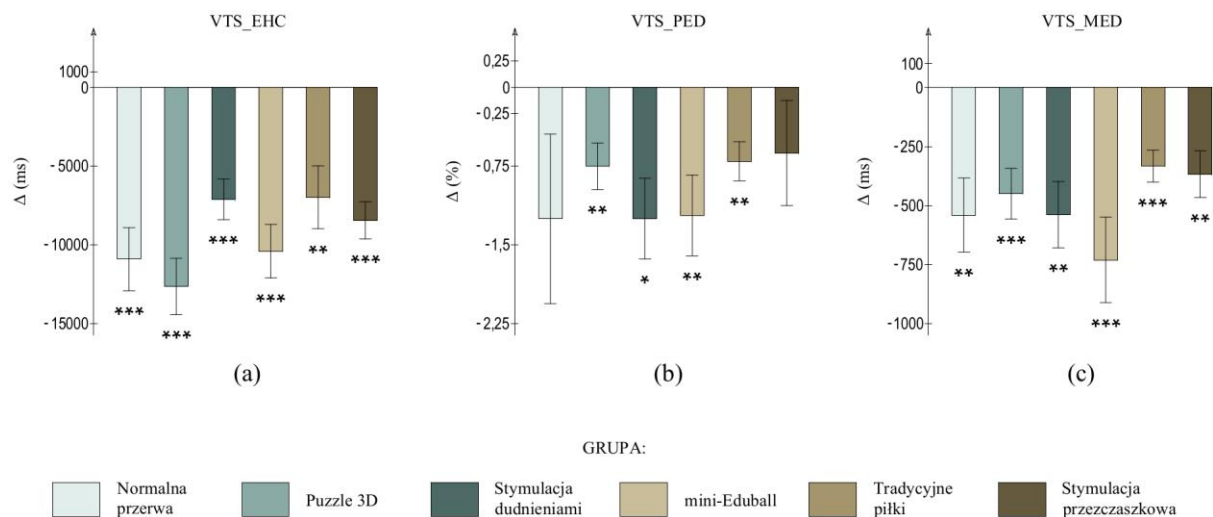 VTS_EHC
1000
0
-5000
-10000
-15000
Δ (ms)
***
***
***
***
**
***
(a)
VTS_PED
0,25
0
-0,25
-0,75
-1,5
-2,25
Δ (%)
**
*
**
**
(b)
VTS_MED
100
0
-250
-500
-750
-1000
Δ (ms)
**
***
**
***
***
**
(c)
GRUPA:
Normalna
przerwa
Puzzle 3D
Stymulacja
dudnieniami
mini-Eduball
Tradycyjne
piłki
Stymulacja
przezczaszkowa